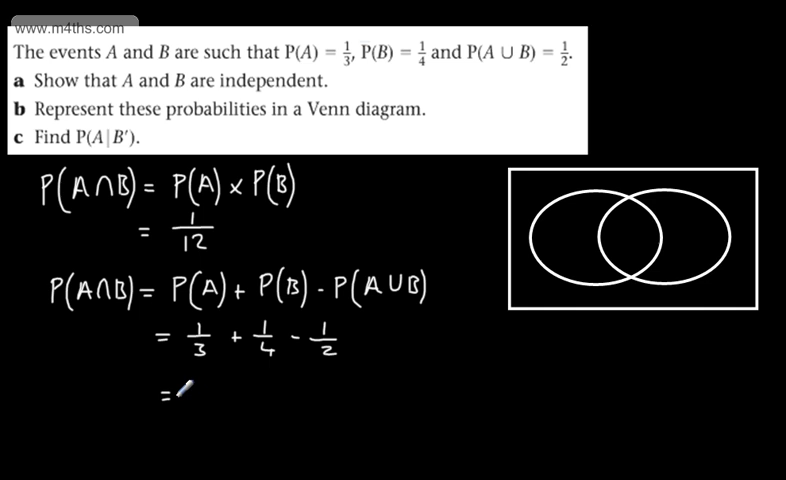 www.m4ths.com
The events A and B are such that P(A) = 1/3, P(B) = 1/4 and P(A ∪ B) = 1/2.
a Show that A and B are independent.
b Represent these probabilities in a Venn diagram.
c Find P(A|B′).
P(A∩B) = P(A) × P(B)
= 1/12
P(A∩B) = P(A) + P(B) - P(A∪B)
= 1/3 + 1/4 - 1/2
=